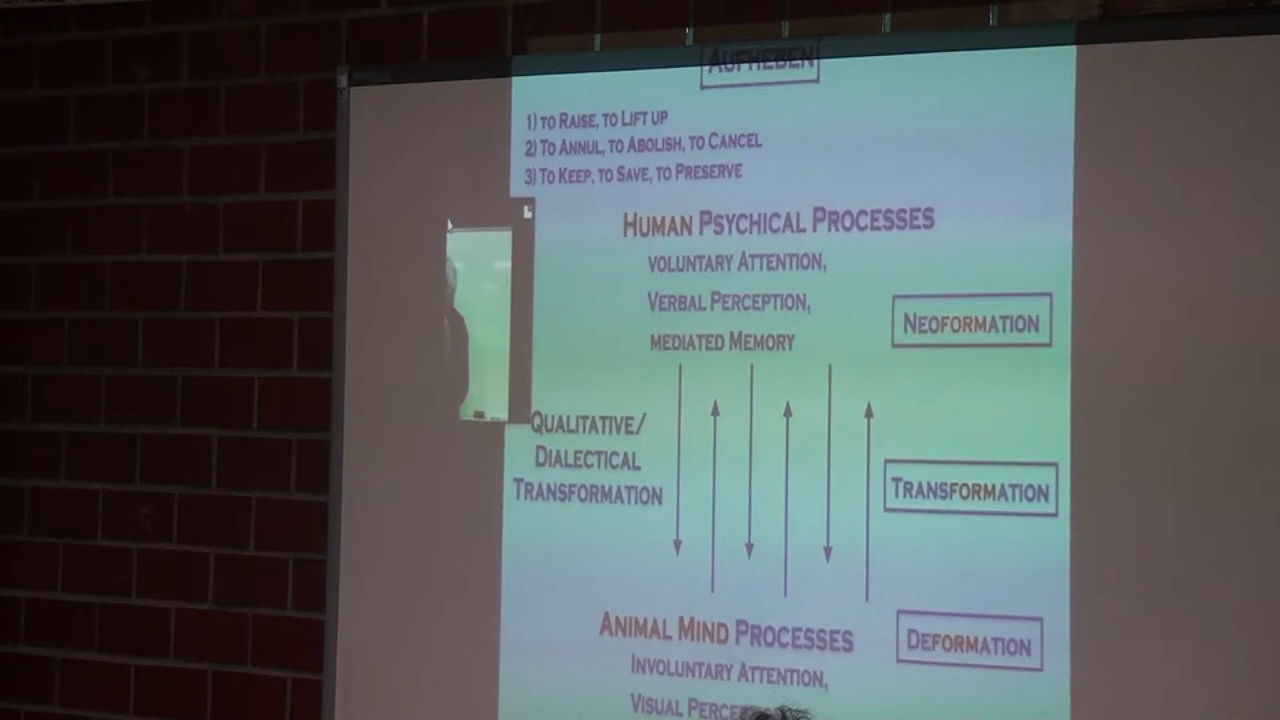 AUFHEBEN
1) TO RAISE, TO LIFT UP
2) TO ANNUL, TO ABOLISH, TO CANCEL
3) TO KEEP, TO SAVE, TO PRESERVE
HUMAN PSYCHICAL PROCESSES
VOLUNTARY ATTENTION,
VERBAL PERCEPTION,
MEDIATED MEMORY
NEOFORMATION
QUALITATIVE/
DIALECTICAL
TRANSFORMATION
TRANSFORMATION
ANIMAL MIND PROCESSES
DEFORMATION
INVOLUNTARY ATTENTION,
VISUAL